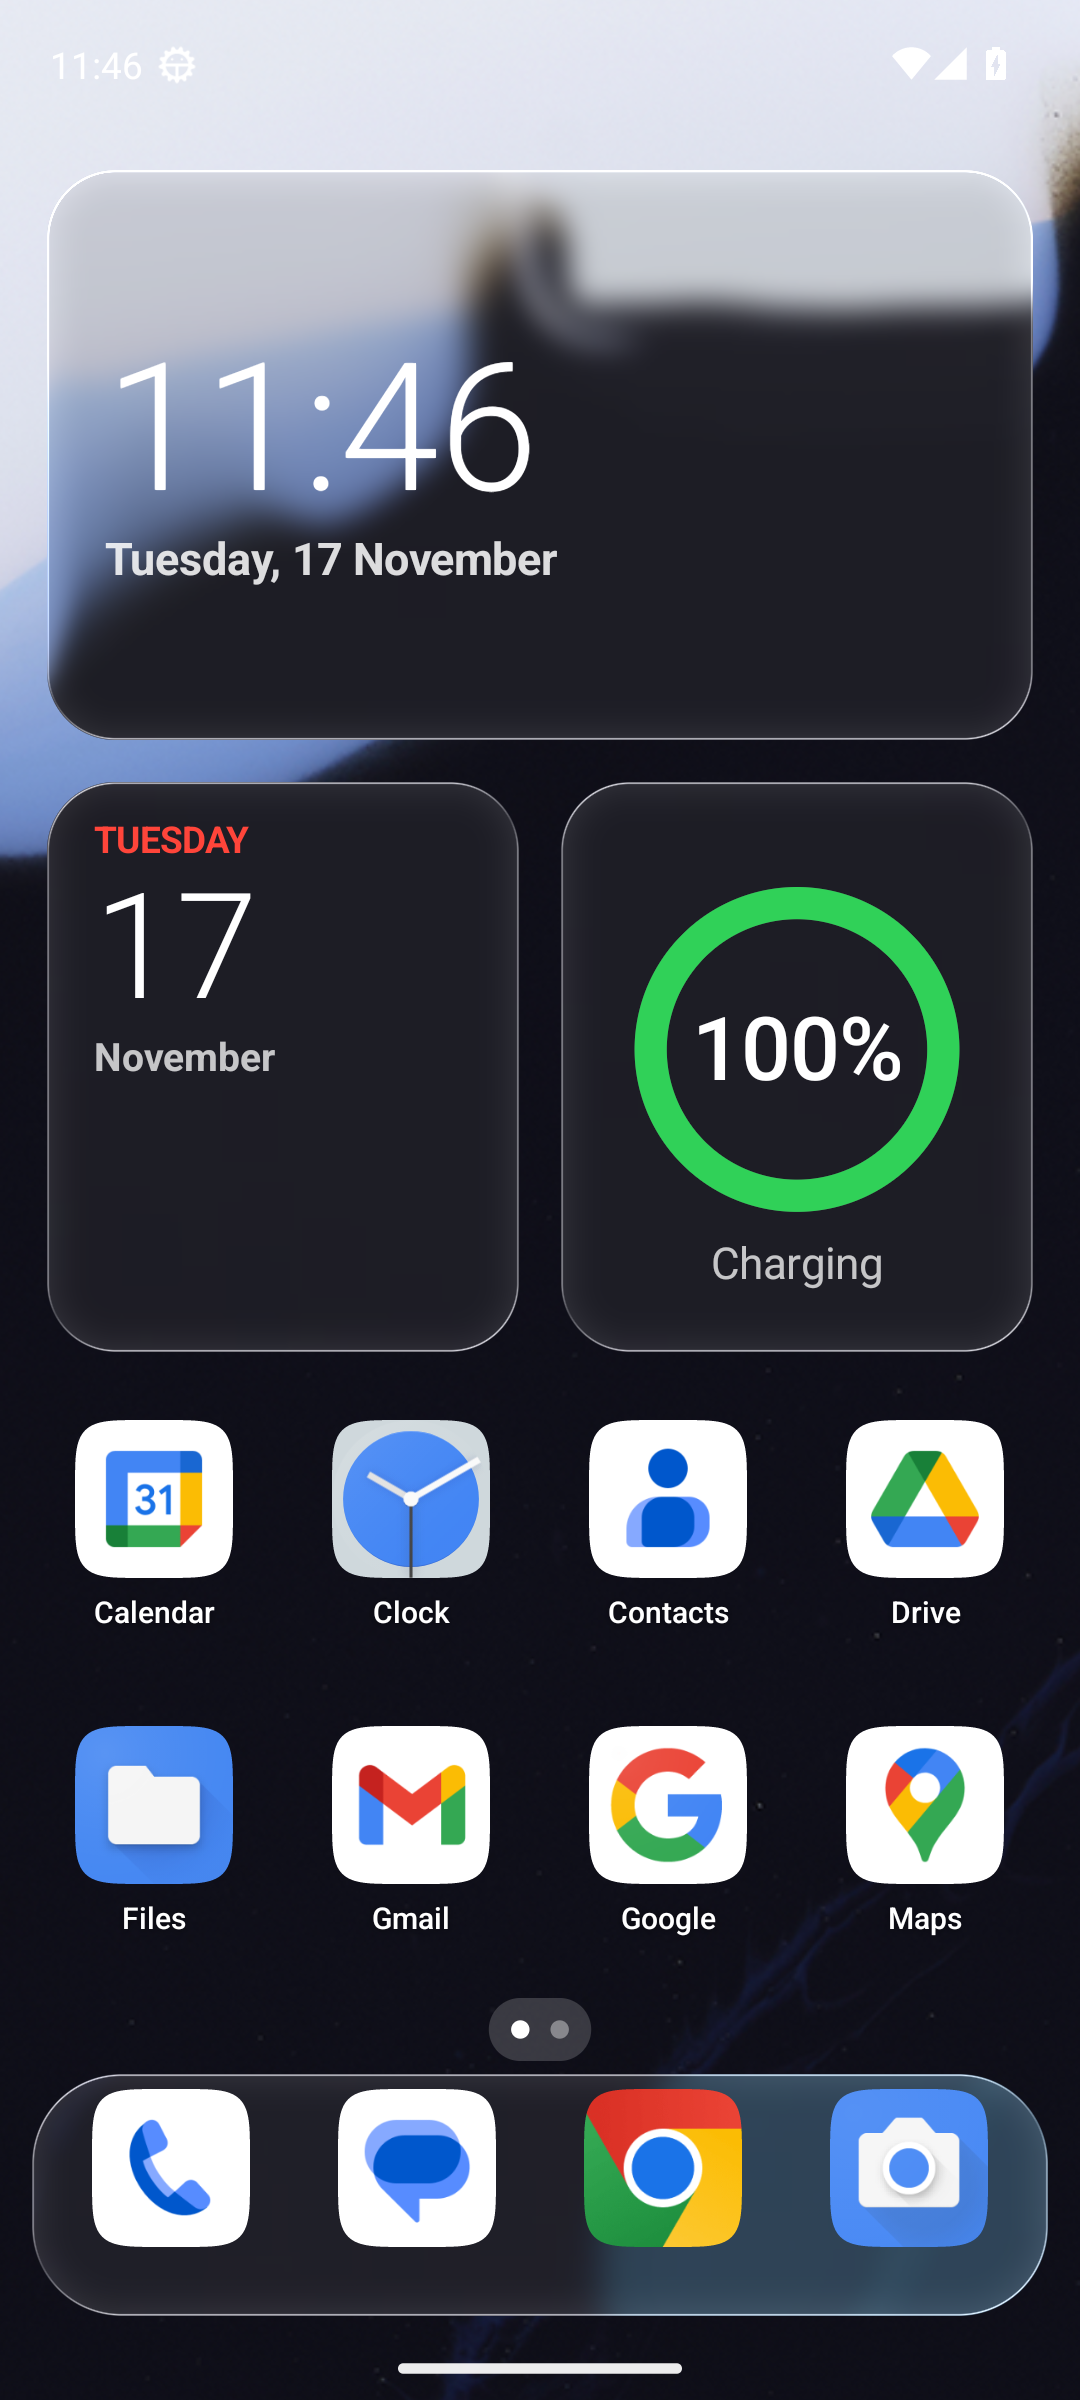 11:46
11:46
Tuesday, 17 November
TUESDAY
17
November
100%
Charging
31
Calendar
Clock
Contacts
Drive
Files
Gmail
Google
Maps